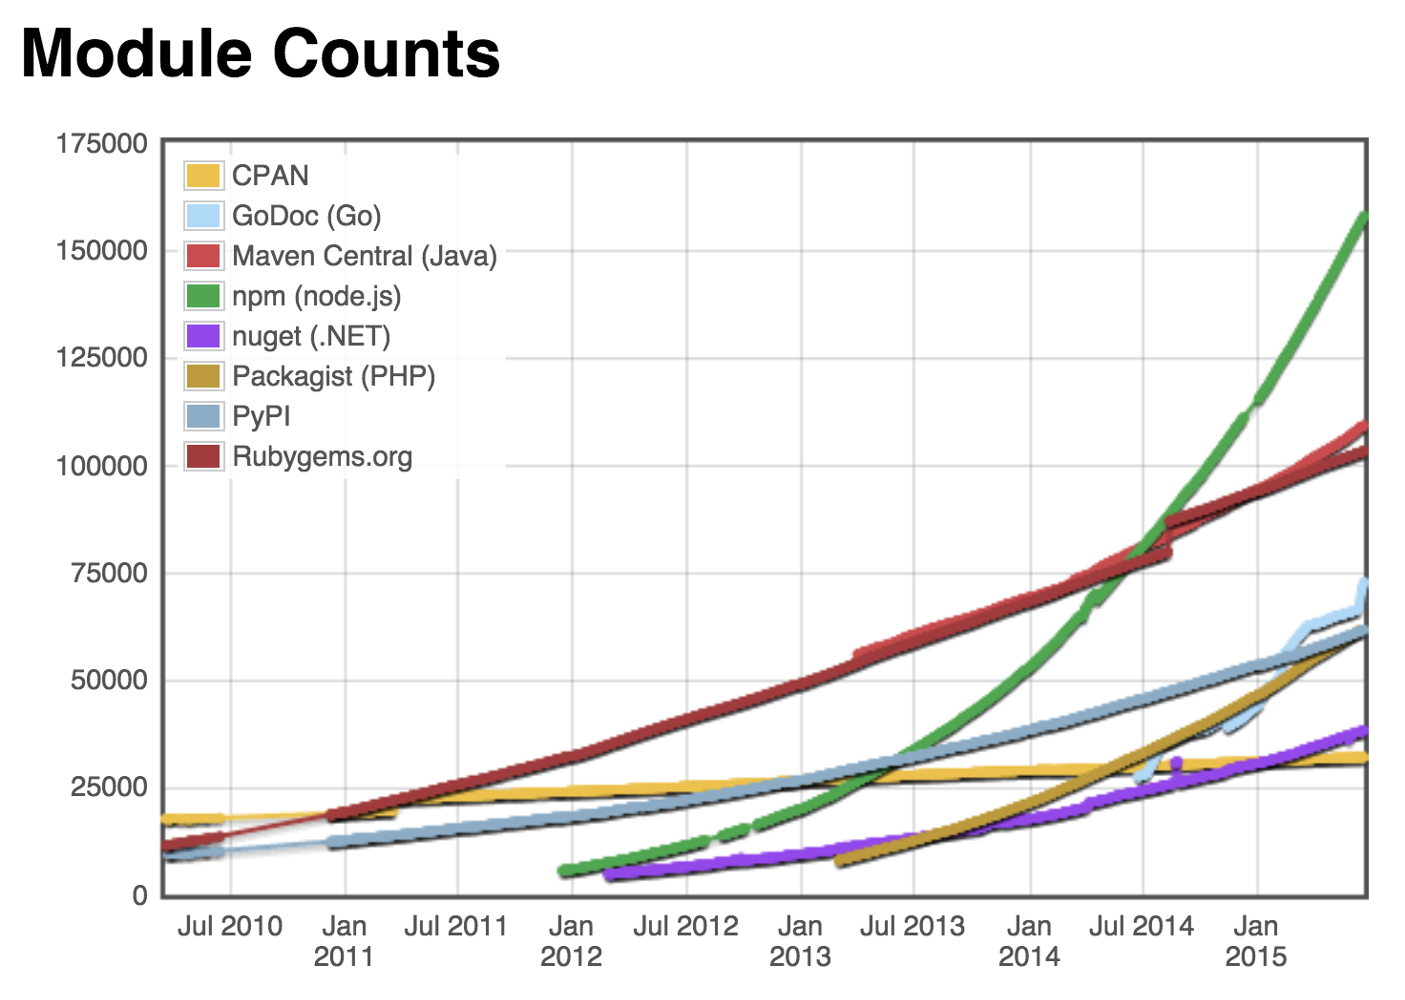 Module Counts
175000
150000
125000
100000
75000
50000
25000
0
CPAN
GoDoc (Go)
Maven Central (Java)
npm (node.js)
nuget (.NET)
Packagist (PHP)
PyPI
Rubygems.org
Jul 2010 Jan 2011 Jul 2011 Jan 2012 Jul 2012 Jan 2013 Jul 2013 Jan 2014 Jul 2014 Jan 2015